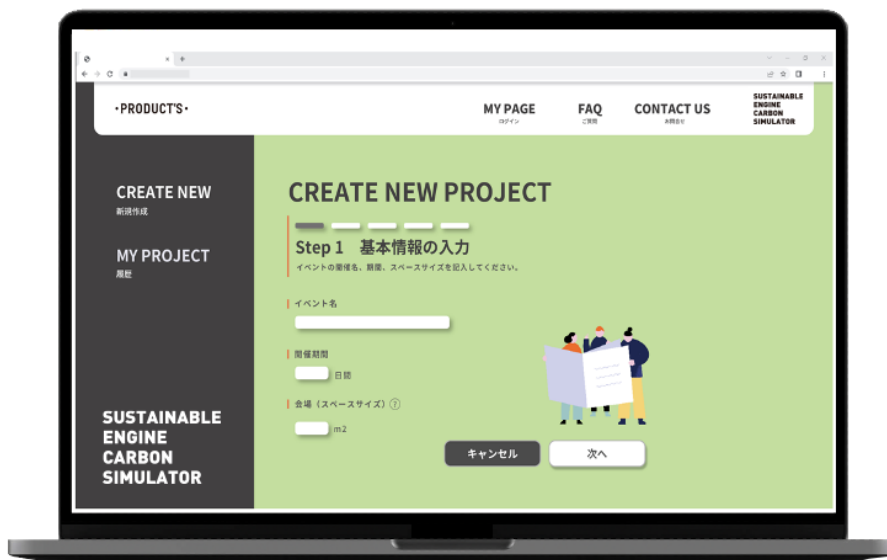 ・PRODUCT'S・
MY PAGE
ログイン
FAQ
ご質問
CONTACT US
お問合せ
SUSTAINABLE
ENGINE
CARBON
SIMULATOR
CREATE NEW
新規作成
MY PROJECT
履歴
SUSTAINABLE
ENGINE
CARBON
SIMULATOR
CREATE NEW PROJECT
Step 1 基本情報の入力
イベントの開催名、期間、スペースサイズを記入してください。
イベント名
開催期間
日間
会場（スペースサイズ）?
m2
キャンセル
次へ